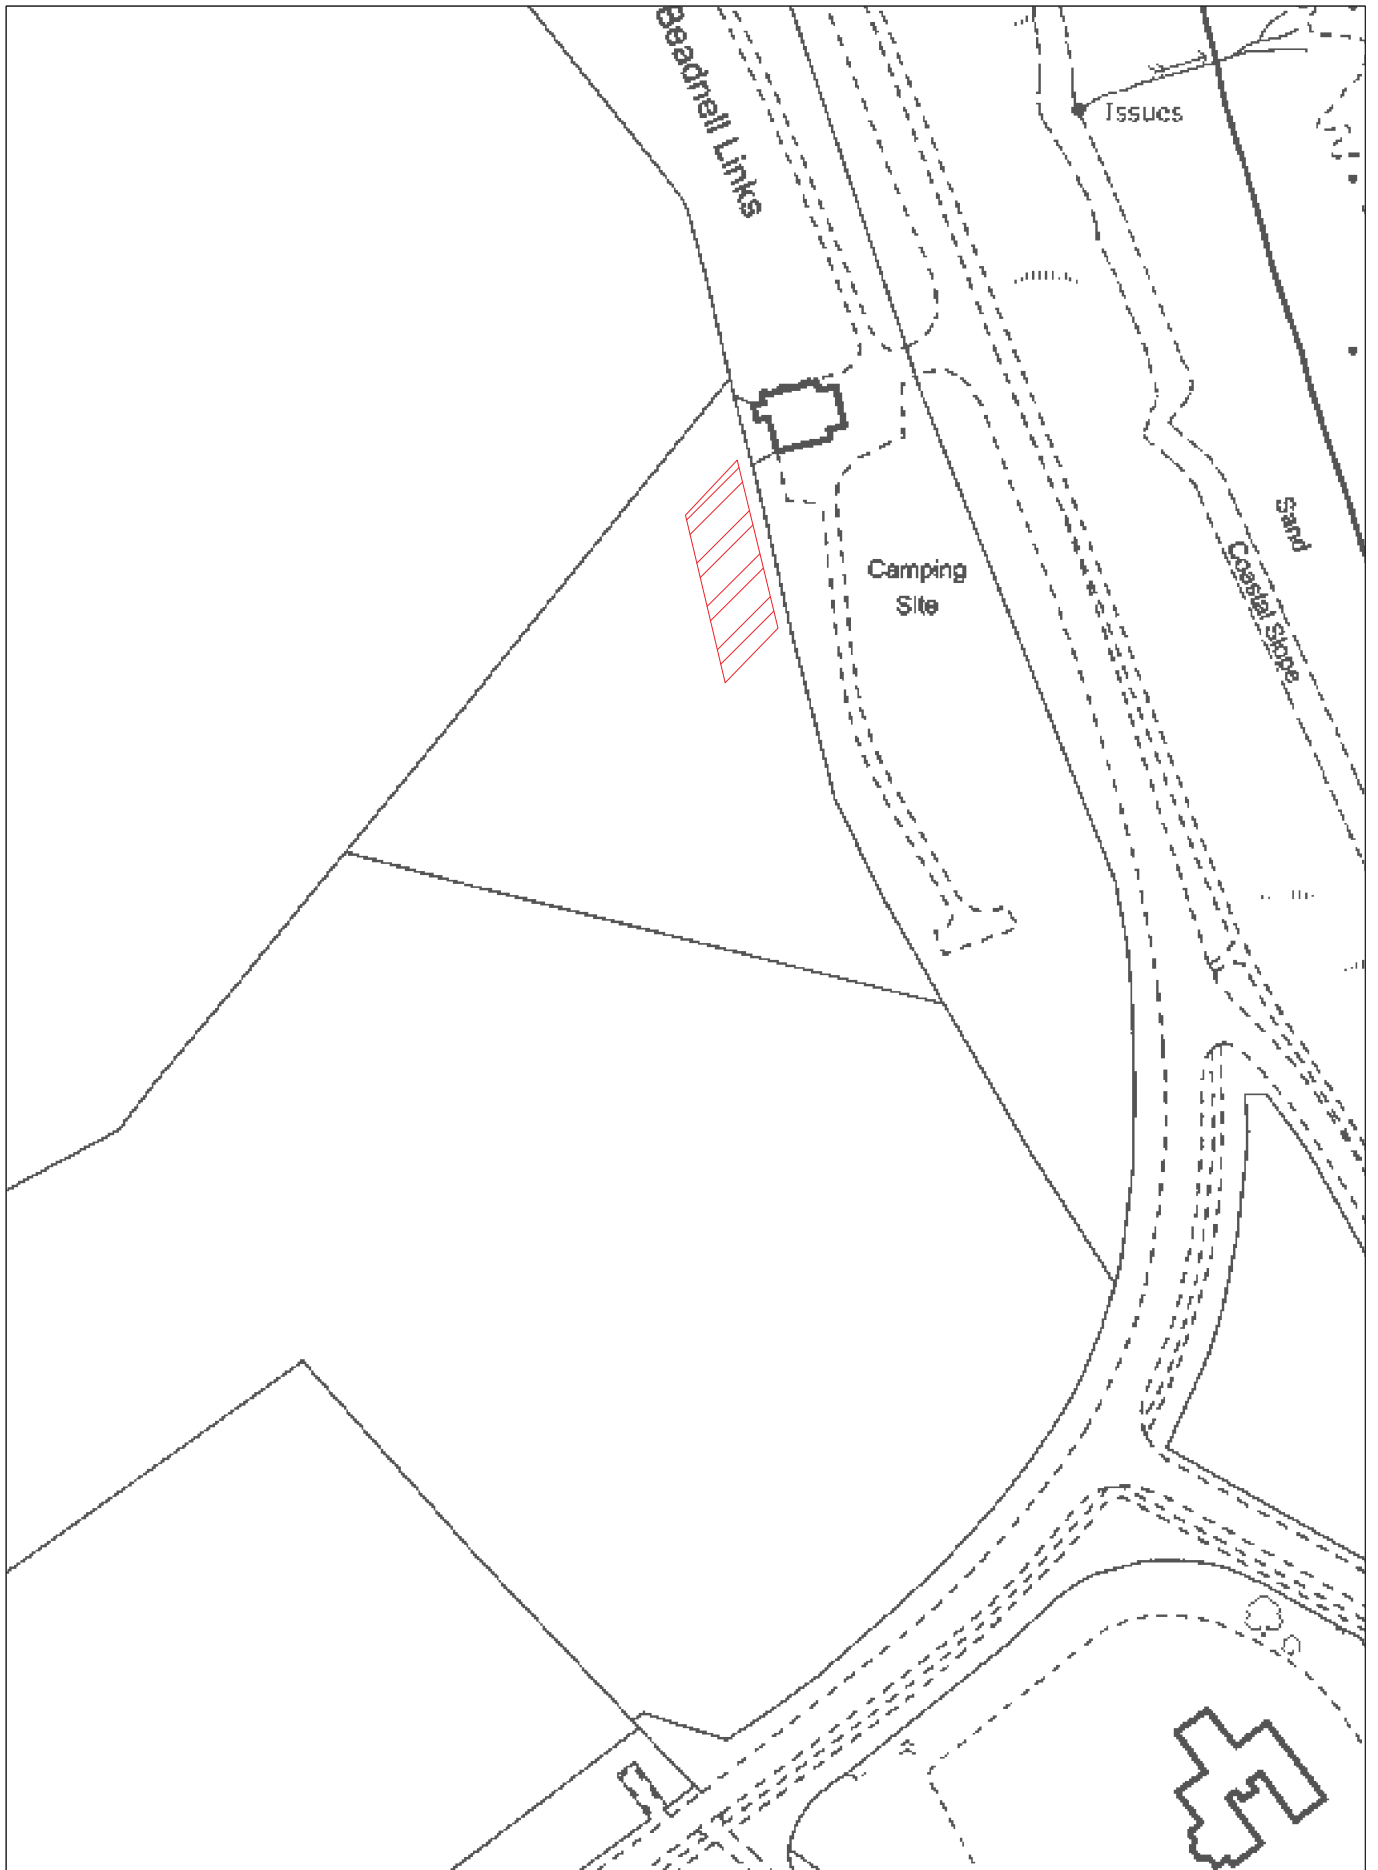 Beadnell Links
Issues
Sand
Coastal Slope
Camping
Site